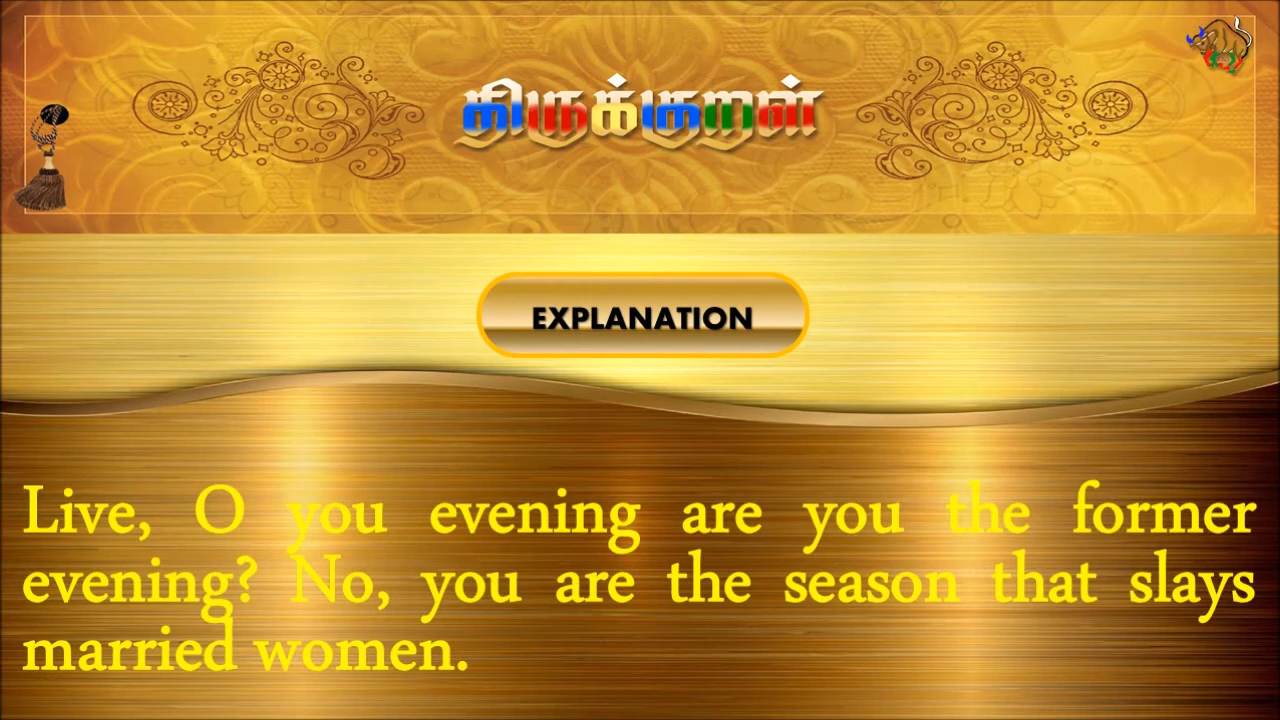 திருக்குறள்
EXPLANATION
Live, O you evening are you the former
evening? No, you are the season that slays
married women.